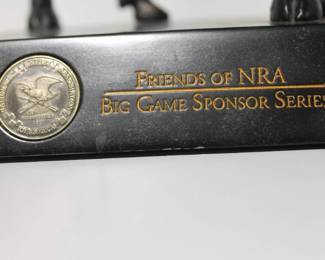 FRIENDS OF NRA
BIG GAME SPONSOR SERIES